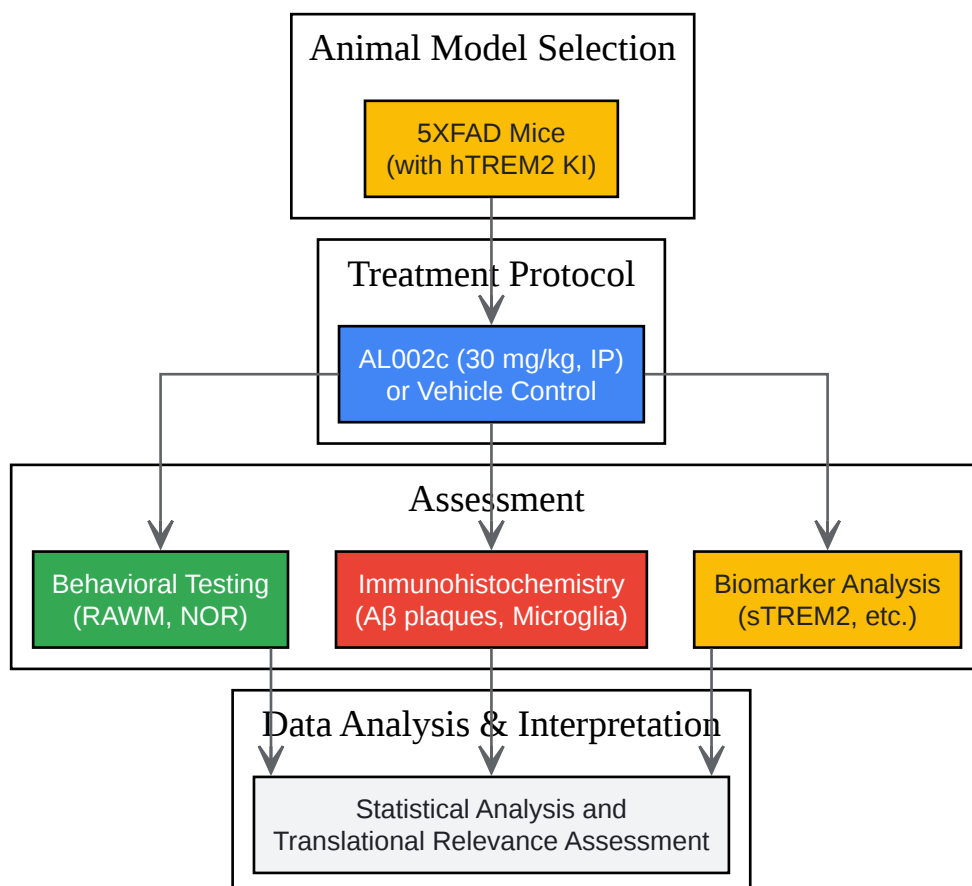 Animal Model Selection
5XFAD Mice
(with hTREM2 KI)
Treatment Protocol
AL002c (30 mg/kg, IP)
or Vehicle Control
Assessment
Behavioral Testing
(RAWM, NOR)
Immunohistochemistry
(Aβ plaques, Microglia)
Biomarker Analysis
(sTREM2, etc.)
Data Analysis & Interpretation
Statistical Analysis and
Translational Relevance Assessment